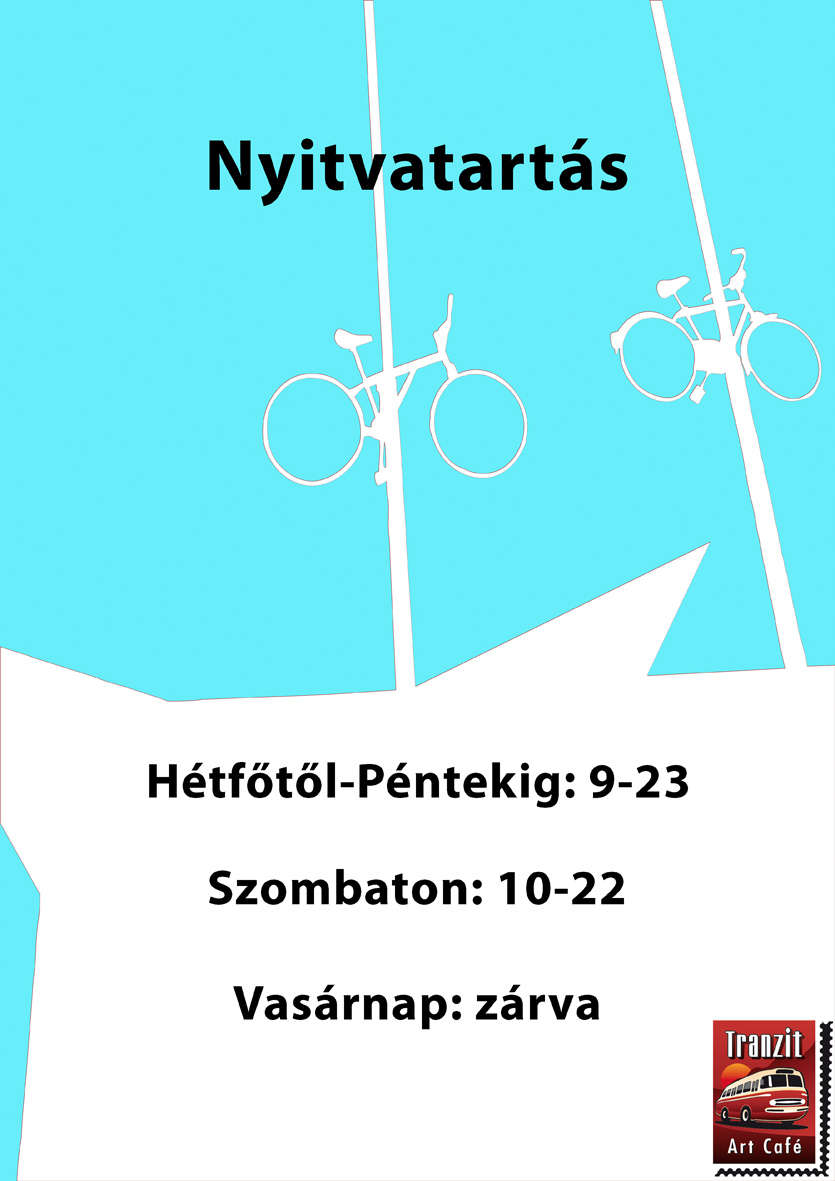 Nyitvatartás
Hétfőtől-Péntekig: 9-23
Szombaton: 10-22
Vasárnap: zárva
Tranzit
Art Café